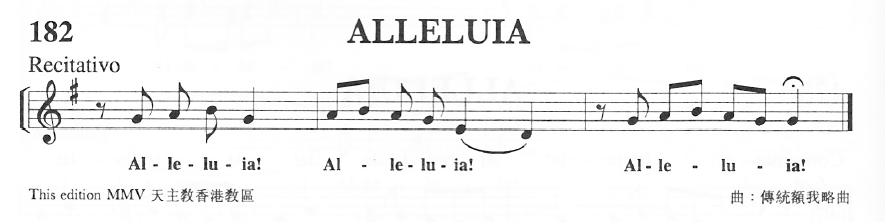 182
ALLELUIA
Recitativo
Al - le - lu - ia! Al - le - lu - ia! Al - le - lu - ia!
This edition MMV 天主教香港教區
曲：傳統額我略曲